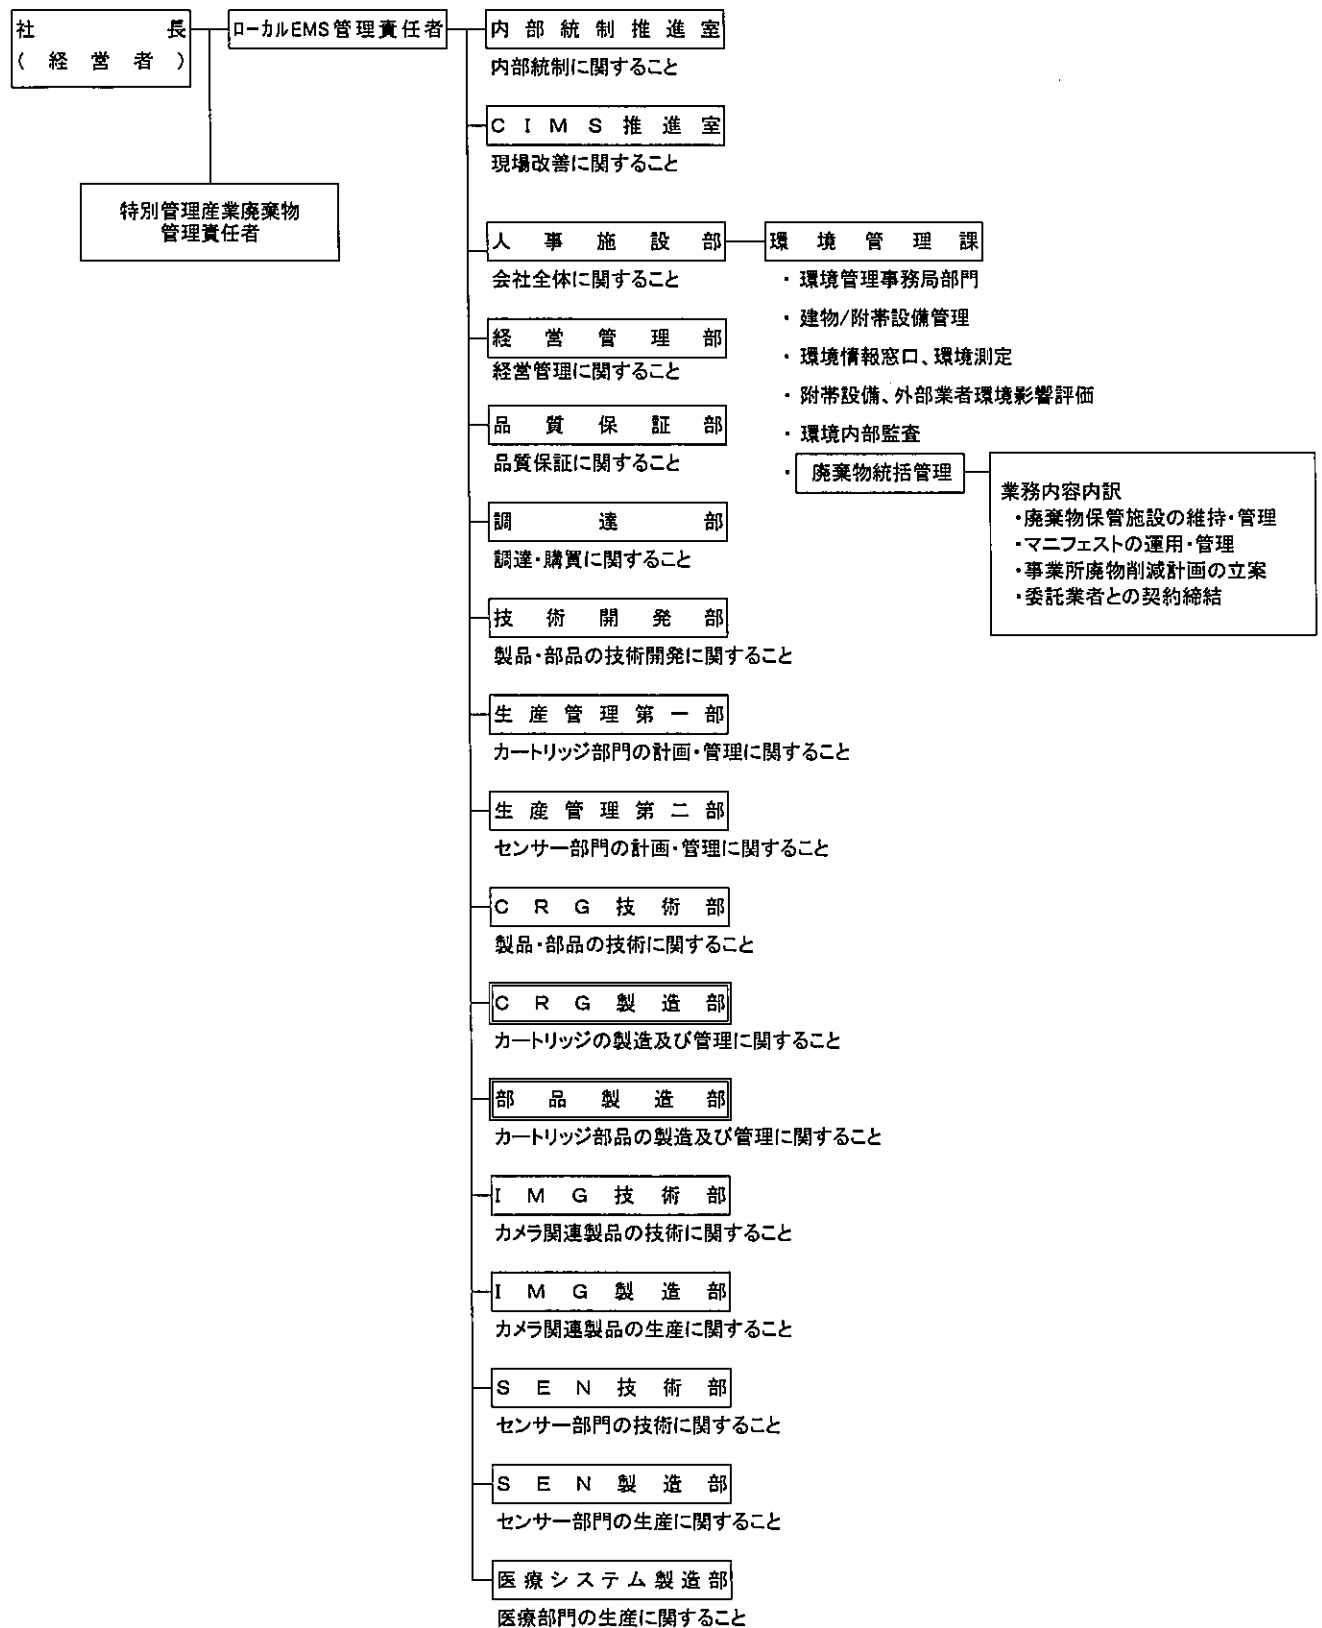 社長
(経営者)
ローカルEMS管理責任者
特別管理産業廃棄物
管理責任者
内部統制推進室
内部統制に関すること
CIMS推進室
現場改善に関すること
人事施設部
会社全体に関すること
環境管理課
・環境管理事務局部門
・建物/附帯設備管理
・環境情報窓口、環境測定
・附帯設備、外部業者環境影響評価
・環境内部監査
・廃棄物統括管理
業務内容内訳
・廃棄物保管施設の維持・管理
・マニフェストの運用・管理
・事業所廃物削減計画の立案
・委託業者との契約締結
経営管理部
経営管理に関すること
品質保証部
品質保証に関すること
調達部
調達・購買に関すること
技術開発部
製品・部品の技術開発に関すること
生産管理第一部
カートリッジ部門の計画・管理に関すること
生産管理第二部
センサー部門の計画・管理に関すること
CRG技術部
製品・部品の技術に関すること
CRG製造部
カートリッジの製造及び管理に関すること
部品製造部
カートリッジ部品の製造及び管理に関すること
IMG技術部
カメラ関連製品の技術に関すること
IMG製造部
カメラ関連製品の生産に関すること
SEN技術部
センサー部門の技術に関すること
SEN製造部
センサー部門の生産に関すること
医療システム製造部
医療部門の生産に関すること